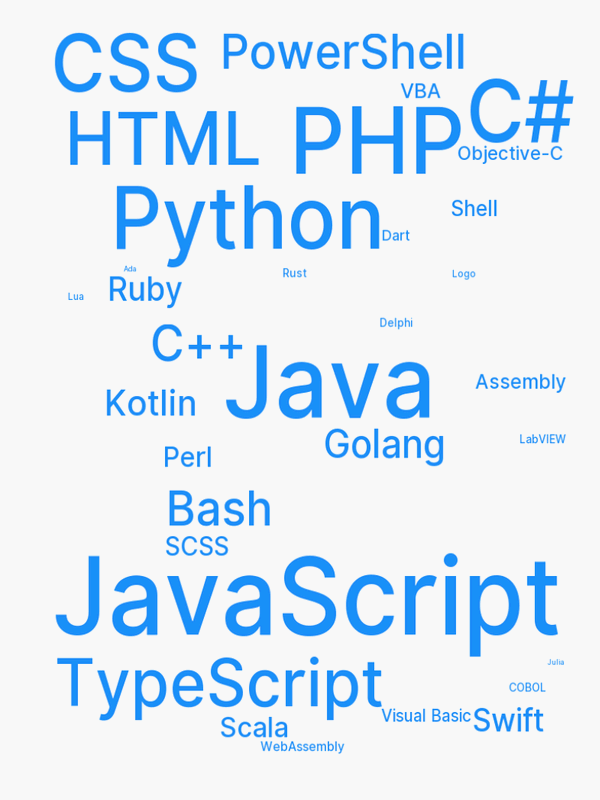 CSS
PowerShell
VBA
C#
HTML
PHP
Objective-C
Python
Shell
Dart
Ada
Rust
Logo
Lua
Ruby
Delphi
C++
Java
Assembly
Kotlin
Golang
LabVIEW
Perl
Bash
SCSS
JavaScript
Julia
TypeScript
COBOL
Visual Basic
Swift
Scala
WebAssembly